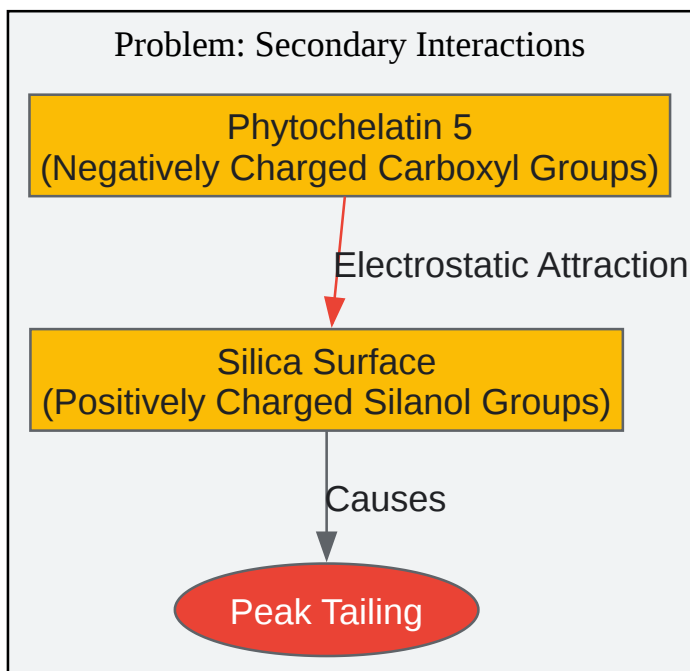 Problem: Secondary Interactions
Phytochelatin 5
(Negatively Charged Carboxyl Groups)
Electrostatic Attraction
Silica Surface
(Positively Charged Silanol Groups)
Causes
Peak Tailing